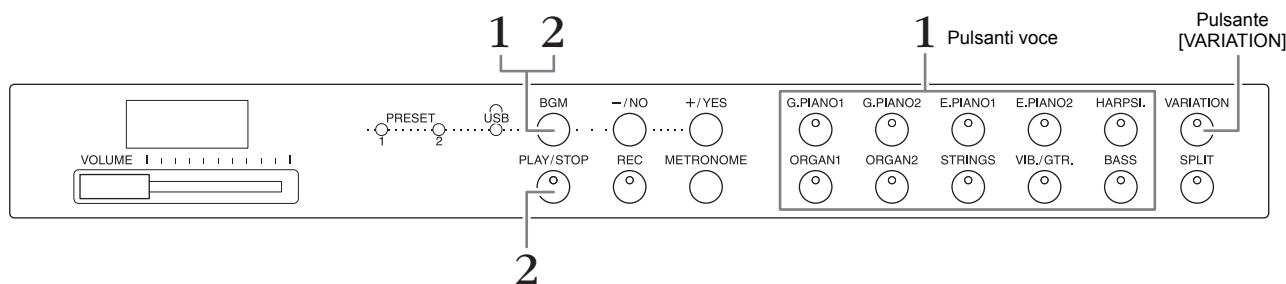 1 2
1 Pulsanti voce
Pulsante
[VARIATION]
BGM −/NO +/YES
G.PIANO1 G.PIANO2 E.PIANO1 E.PIANO2 HARPSI. VARIATION
PRESET USB
1 2
VOLUME
PLAY/STOP REC METRONOME
ORGAN1 ORGAN2 STRINGS VIB./GTR. BASS SPLIT
2